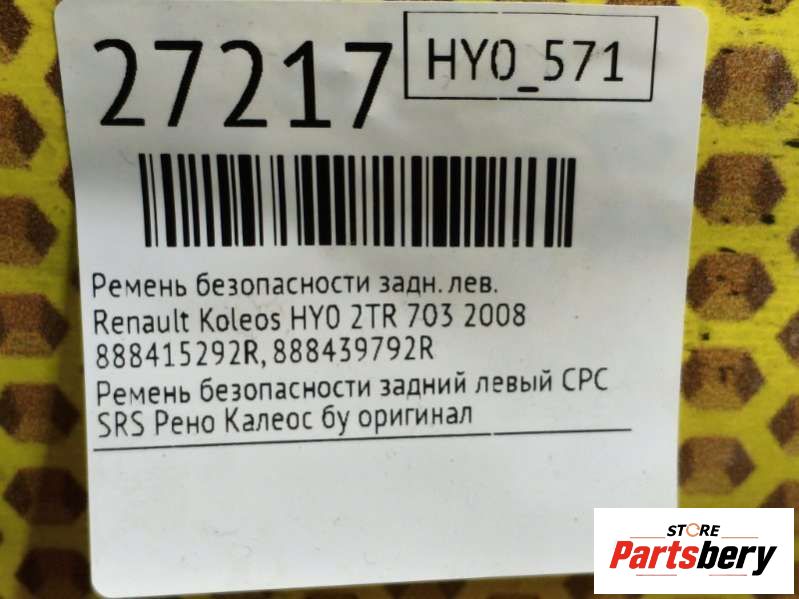 27217
HY0_571
Ремень безопасности задн. лев.
Renault Koleos HY0 2TR 703 2008
888415292R, 888439792R
Ремень безопасности задний левый СРС
SRS Рено Калеос бу оригинал
STORE
Partsbery